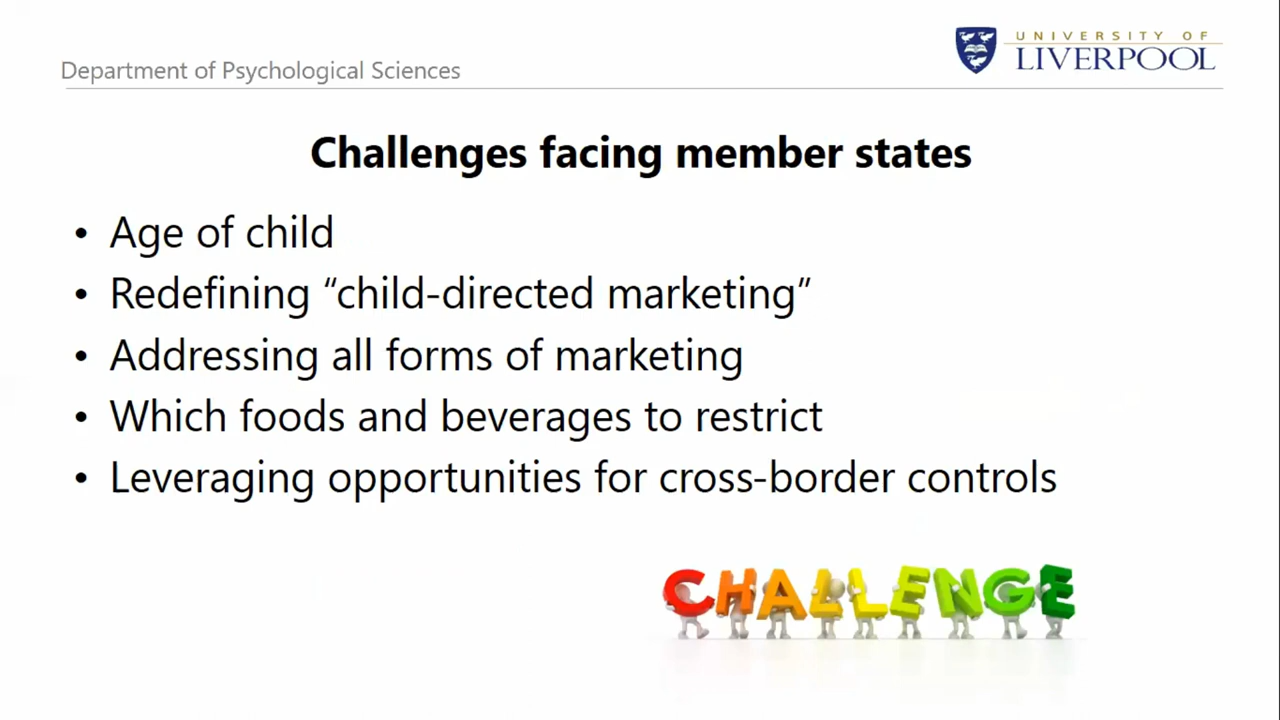 Department of Psychological Sciences
UNIVERSITY OF
LIVERPOOL
Challenges facing member states
• Age of child
• Redefining “child-directed marketing”
• Addressing all forms of marketing
• Which foods and beverages to restrict
• Leveraging opportunities for cross-border controls
CHALLENGE